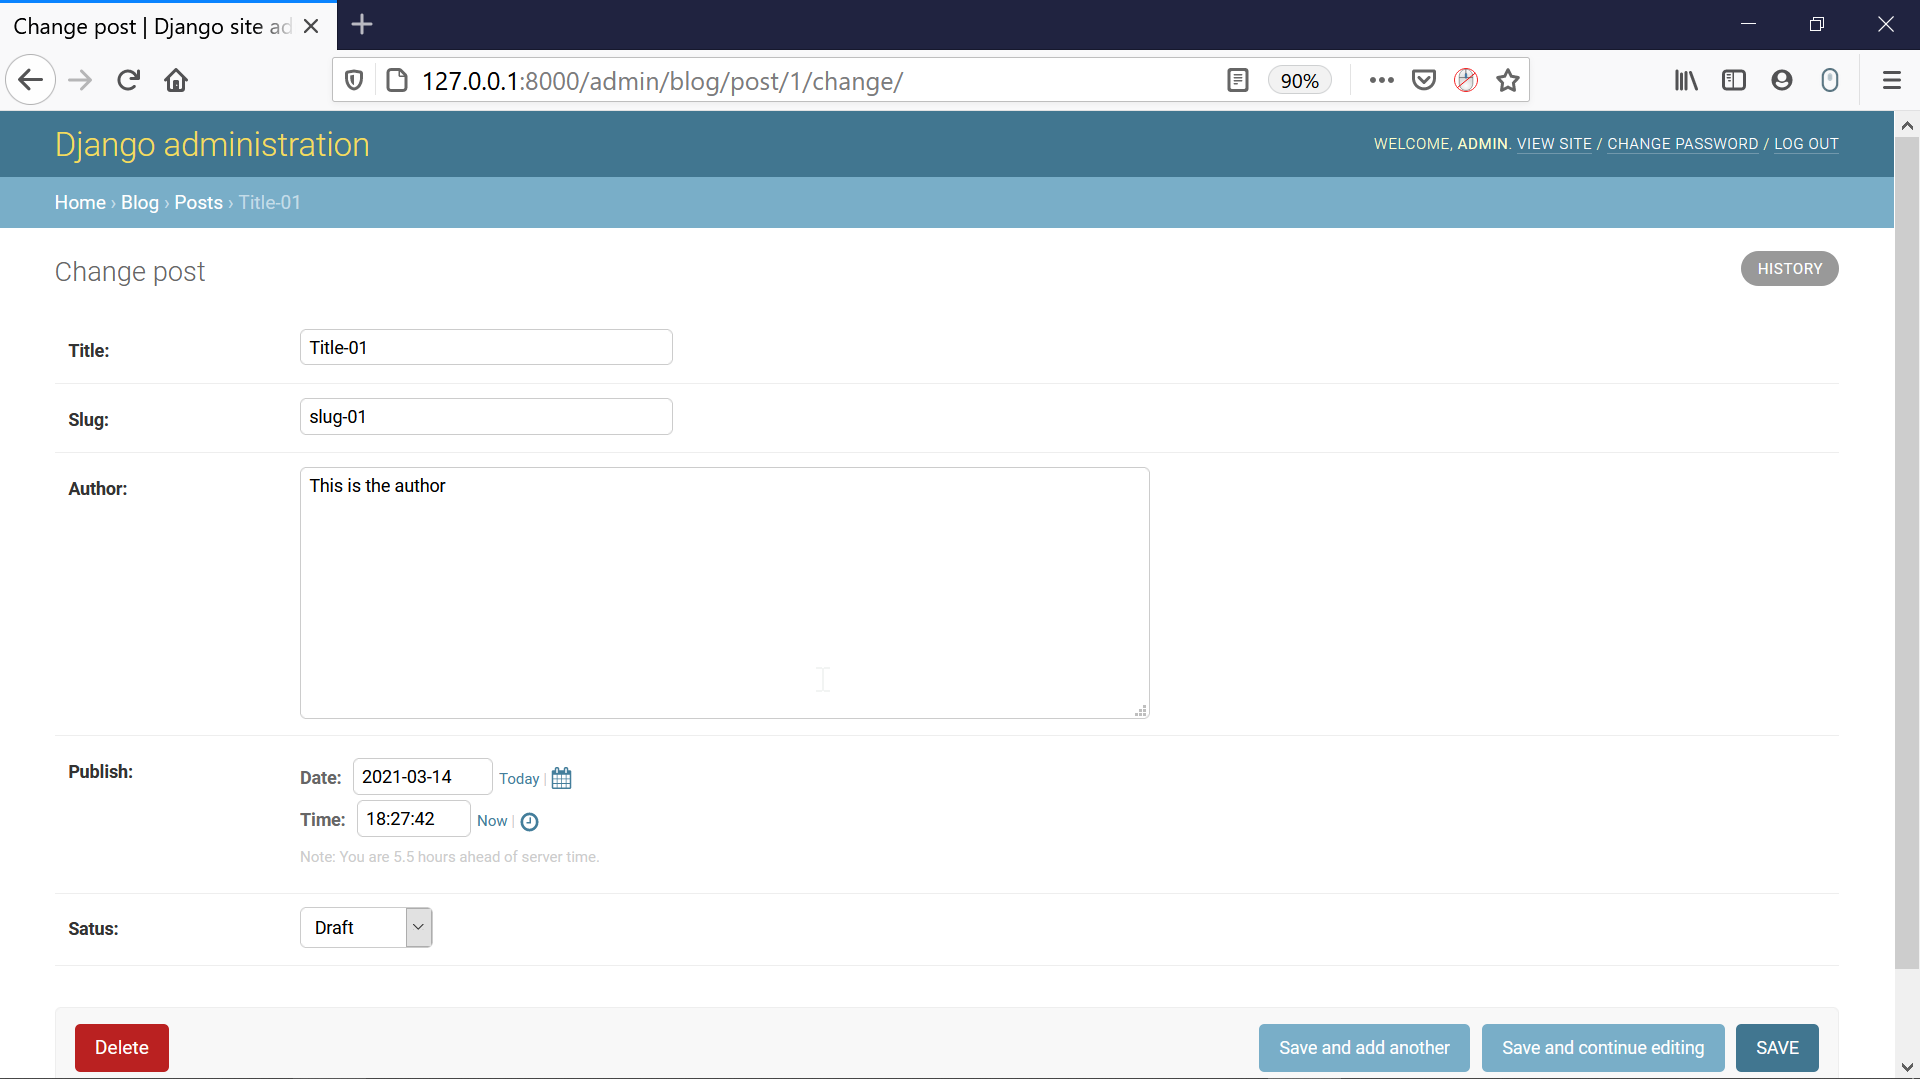 Change post | Django site ad
127.0.0.1:8000/admin/blog/post/1/change/
90%
Django administration
WELCOME, ADMIN. VIEW SITE / CHANGE PASSWORD / LOG OUT
Home › Blog › Posts › Title-01
Change post
HISTORY
Title:
Title-01
Slug:
slug-01
Author:
This is the author
Publish:
Date: 2021-03-14 Today |
Time: 18:27:42 Now |
Note: You are 5.5 hours ahead of server time.
Satus:
Draft
Delete
Save and add another
Save and continue editing
SAVE